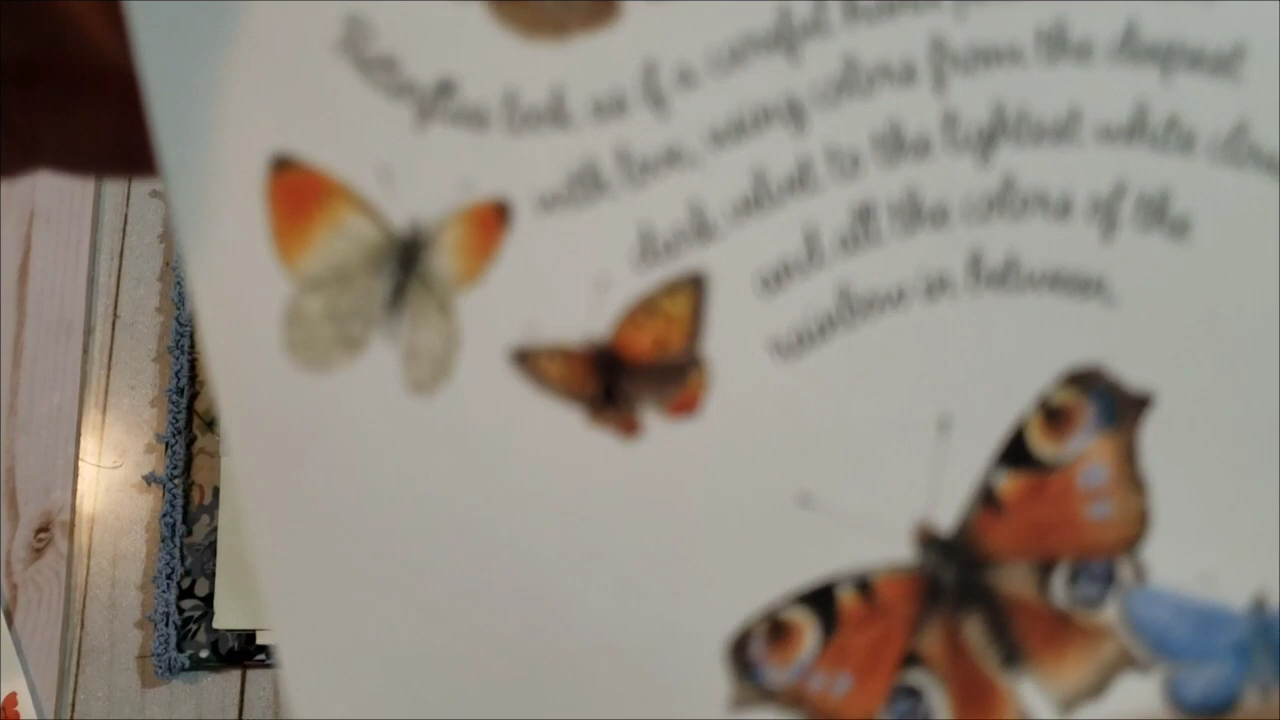 Butterflies look as if a careful
with love, using colors from the deepest
dark velvet to the lightest white
and all the colors of the
rainbow in between.